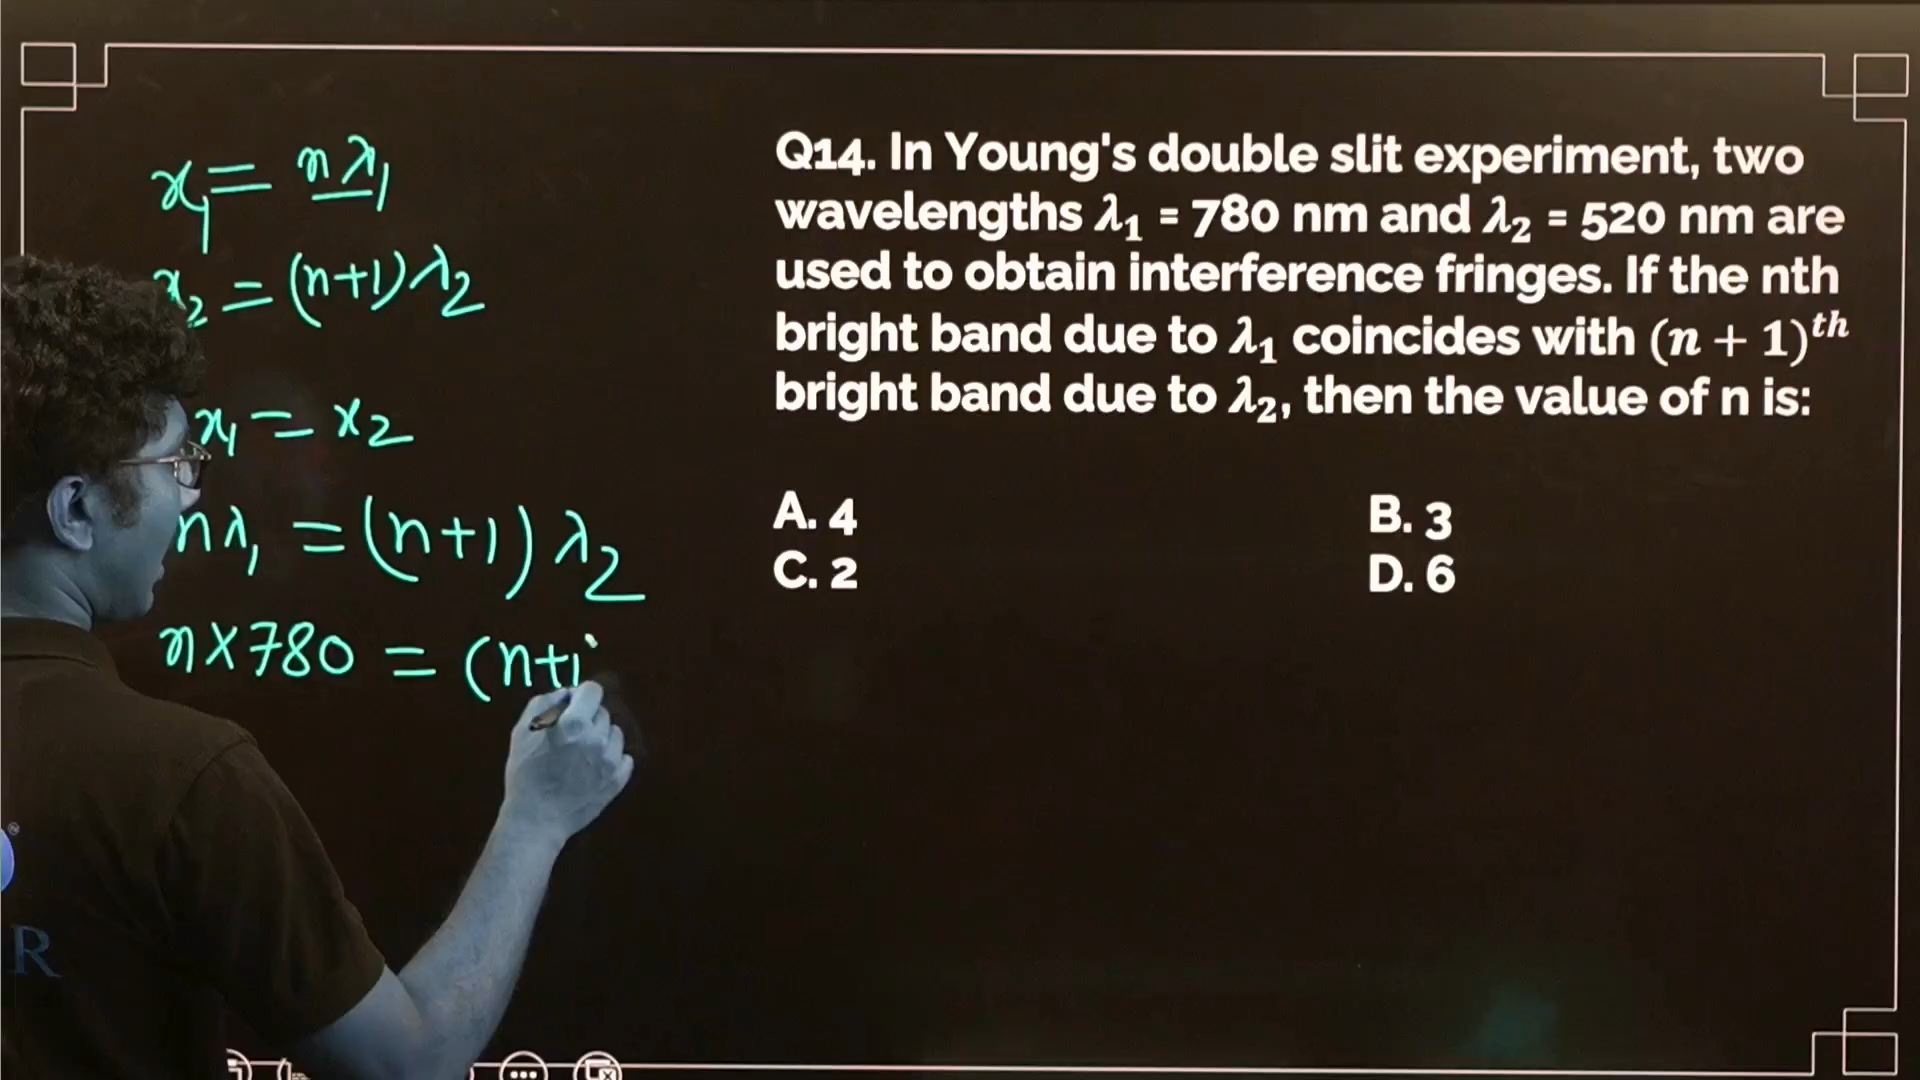 x₁ = nλ₁
x₂ = (n+1)λ₂
x₁ = x₂
nλ₁ = (n+1) λ₂
n×780 = (n+1
Q14. In Young's double slit experiment, two
wavelengths λ₁ = 780 nm and λ₂ = 520 nm are
used to obtain interference fringes. If the nth
bright band due to λ₁ coincides with (n + 1)ᵗʰ
bright band due to λ₂, then the value of n is:
A. 4
B. 3
C. 2
D. 6
R